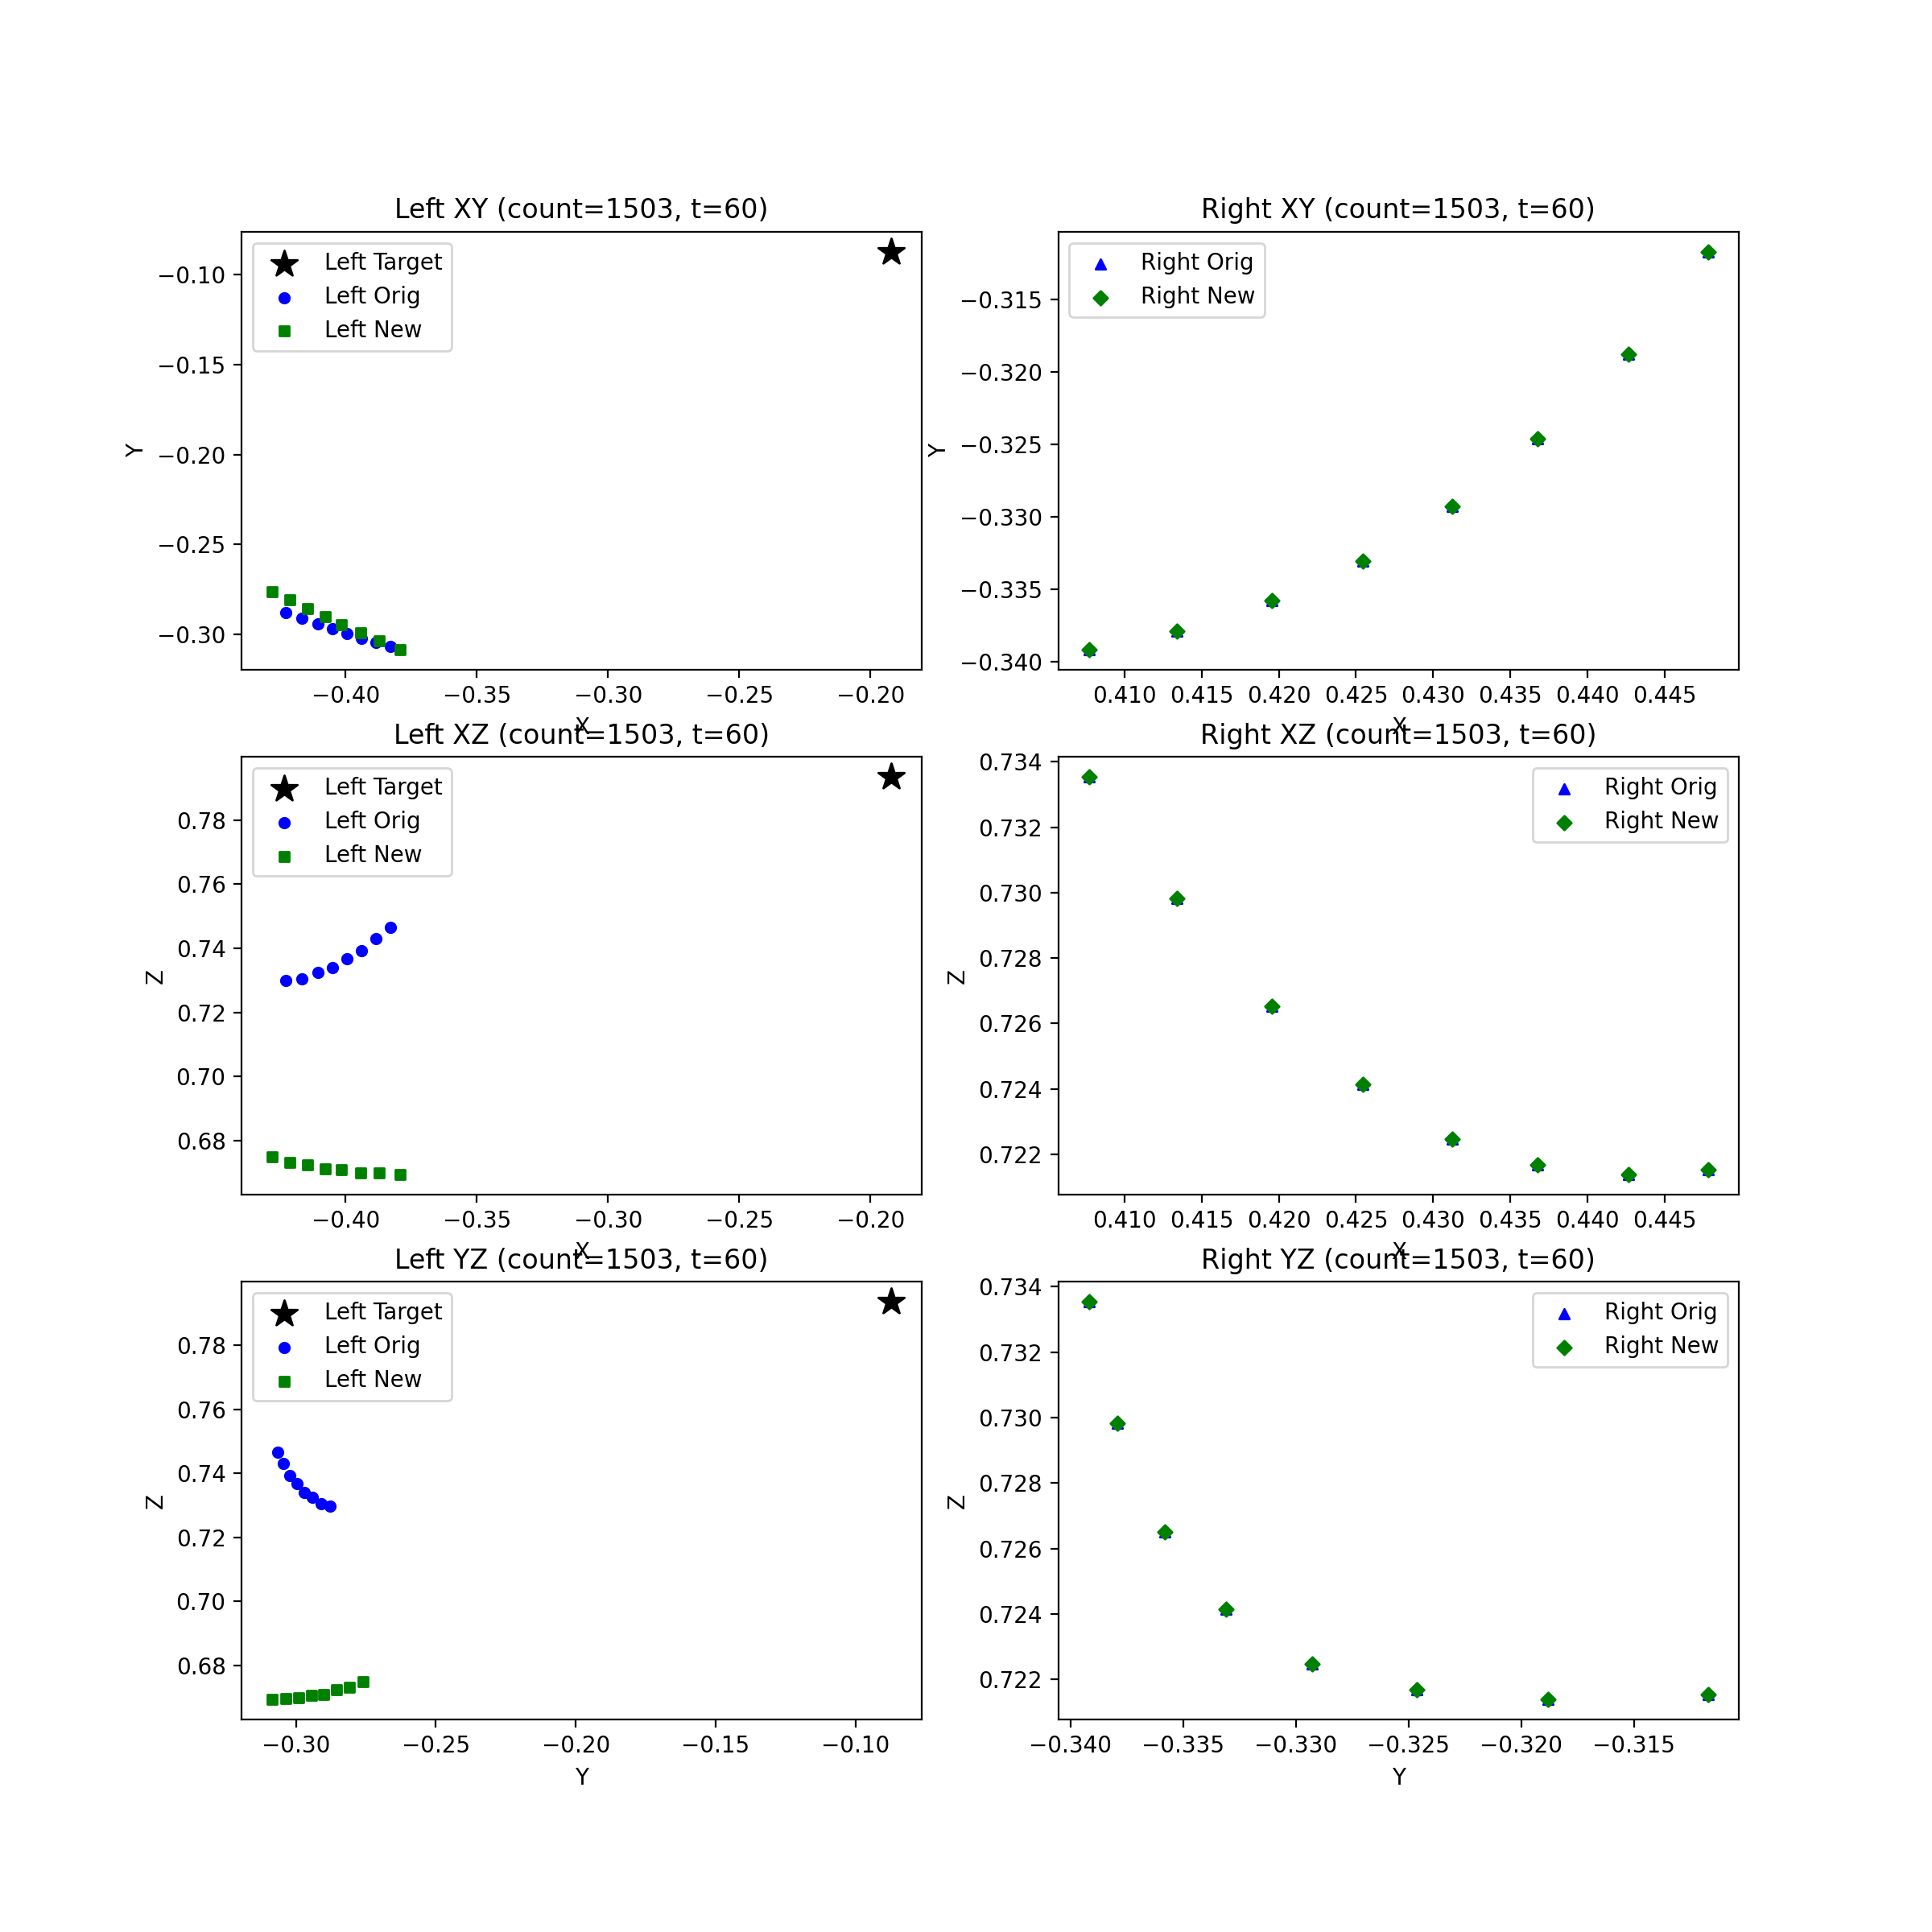 Left XY (count=1503, t=60)
Left Target
Left Orig
Left New
−0.10
−0.15
−0.20
−0.25
−0.30
Y
−0.40 −0.35 −0.30 −0.25 −0.20
X
Right XY (count=1503, t=60)
Right Orig
Right New
−0.315
−0.320
−0.325
−0.330
−0.335
−0.340
Y
0.410 0.415 0.420 0.425 0.430 0.435 0.440 0.445
X
Left XZ (count=1503, t=60)
Left Target
Left Orig
Left New
0.78
0.76
0.74
0.72
0.70
0.68
Z
−0.40 −0.35 −0.30 −0.25 −0.20
X
Right XZ (count=1503, t=60)
Right Orig
Right New
0.734
0.732
0.730
0.728
0.726
0.724
0.722
Z
0.410 0.415 0.420 0.425 0.430 0.435 0.440 0.445
X
Left YZ (count=1503, t=60)
Left Target
Left Orig
Left New
0.78
0.76
0.74
0.72
0.70
0.68
Z
−0.30 −0.25 −0.20 −0.15 −0.10
Y
Right YZ (count=1503, t=60)
Right Orig
Right New
0.734
0.732
0.730
0.728
0.726
0.724
0.722
Z
−0.340 −0.335 −0.330 −0.325 −0.320 −0.315
Y